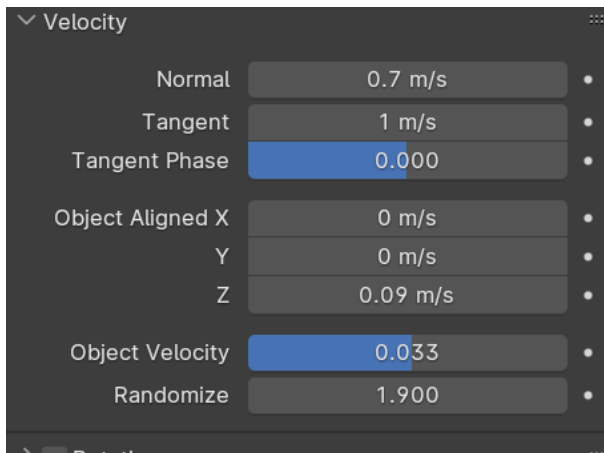 Velocity
Normal 0.7 m/s
Tangent 1 m/s
Tangent Phase 0.000
Object Aligned X 0 m/s
Y 0 m/s
Z 0.09 m/s
Object Velocity 0.033
Randomize 1.900